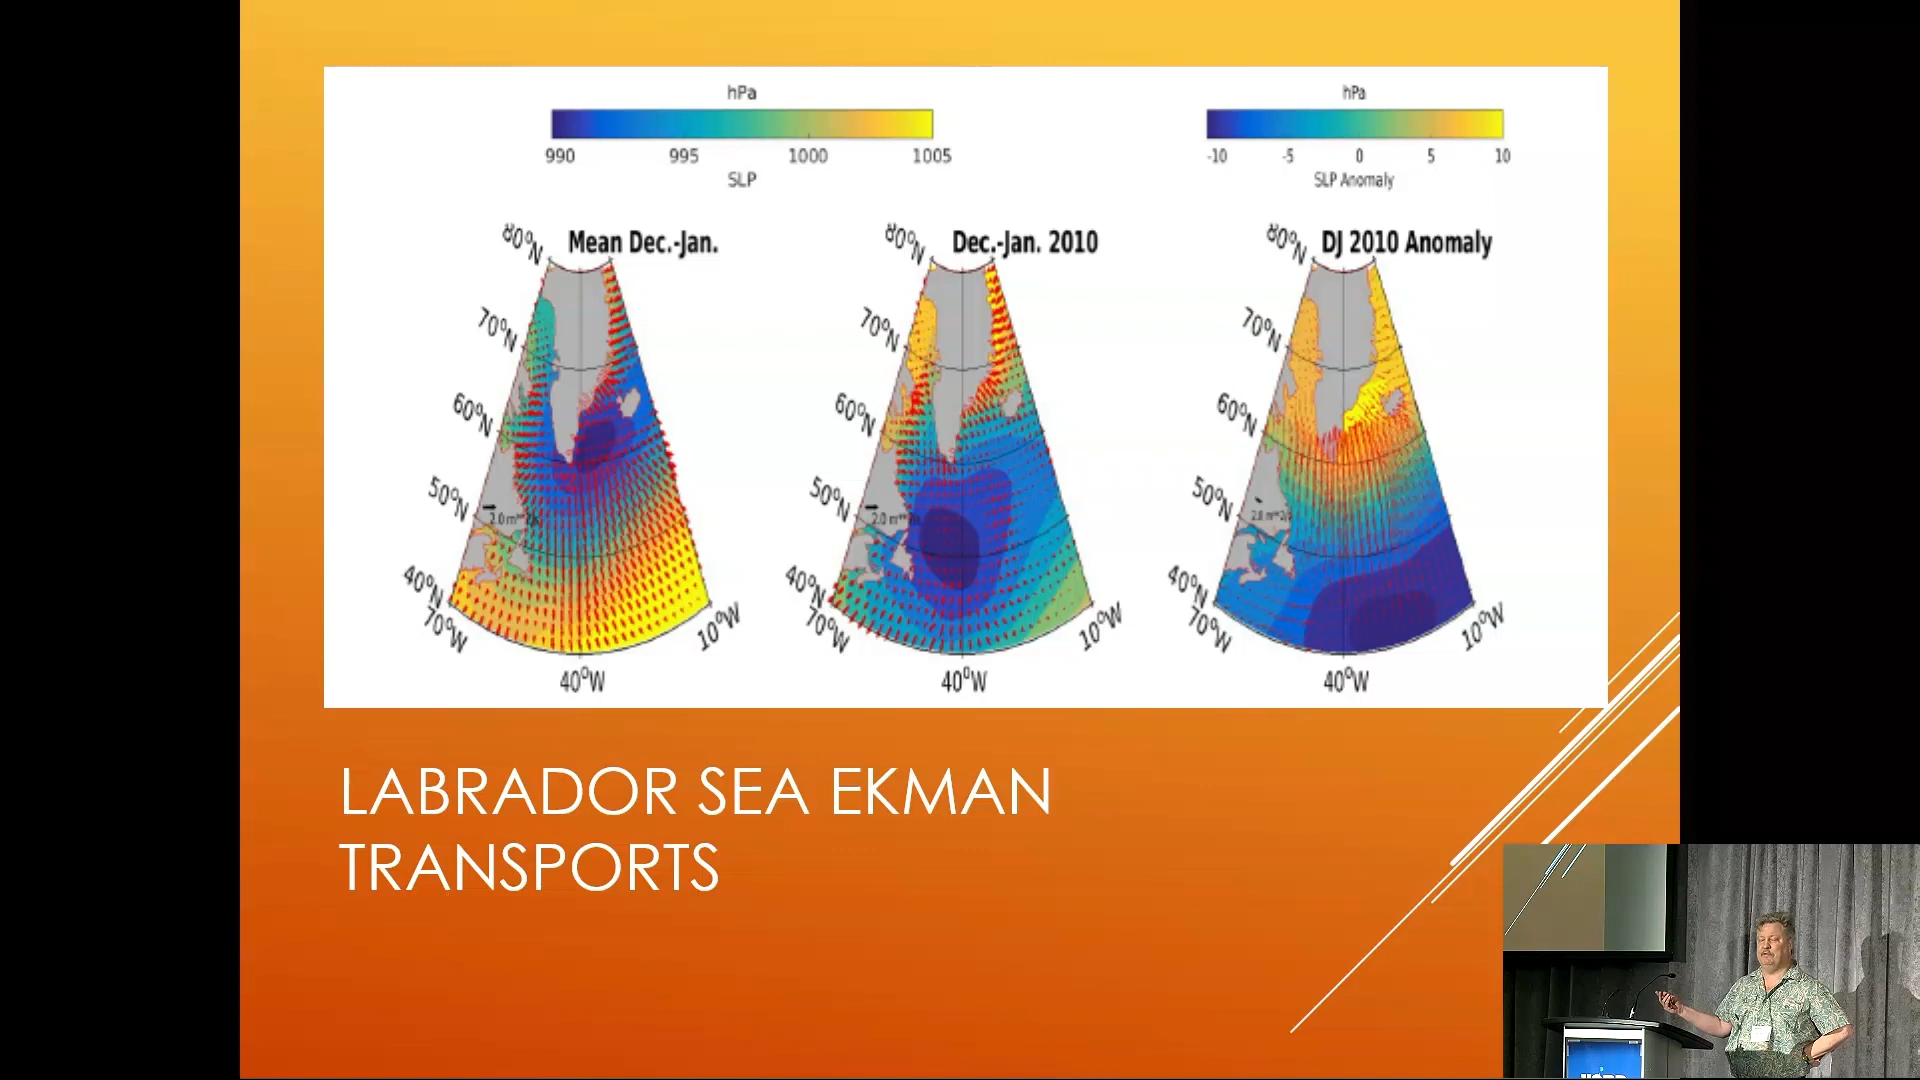 hPa
990 995 1000 1005
SLP
hPa
-10 -5 0 5 10
SLP Anomaly
Mean Dec.-Jan.
80°N
70°N
60°N
50°N
40°N
70°W
40°W
10°W
Dec.-Jan. 2010
80°N
70°N
60°N
50°N
40°N
70°W
40°W
10°W
DJ 2010 Anomaly
80°N
70°N
60°N
50°N
40°N
70°W
40°W
10°W
LABRADOR SEA EKMAN
TRANSPORTS